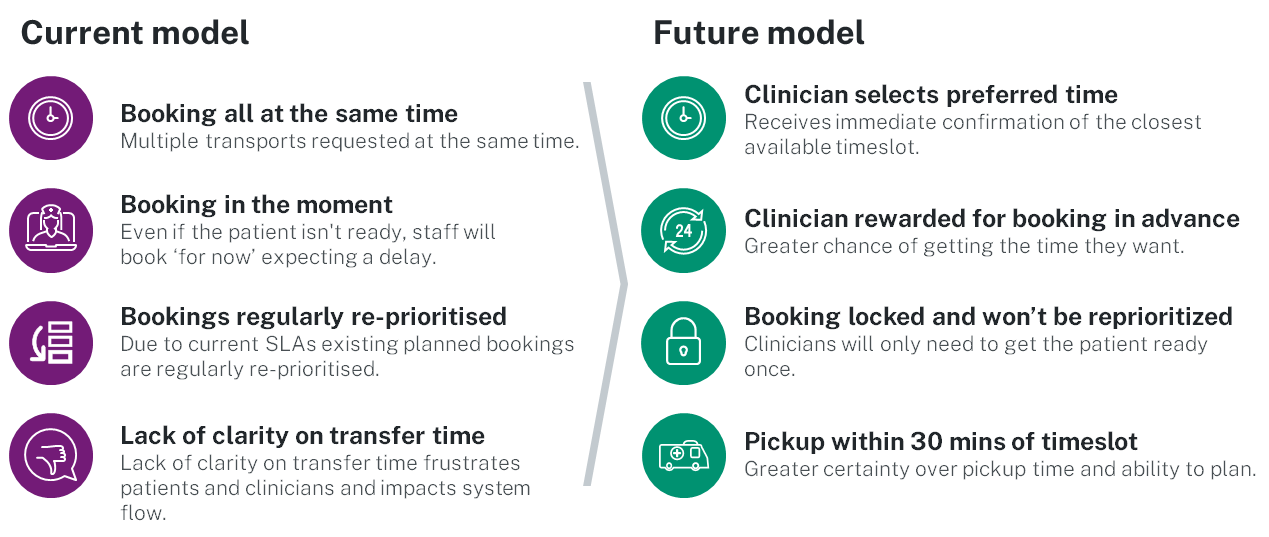 Current model
Booking all at the same time
Multiple transports requested at the same time.
Booking in the moment
Even if the patient isn't ready, staff will
book ‘for now’ expecting a delay.
Bookings regularly re-prioritised
Due to current SLAs existing planned bookings
are regularly re-prioritised.
Lack of clarity on transfer time
Lack of clarity on transfer time frustrates
patients and clinicians and impacts system
flow.
Future model
Clinician selects preferred time
Receives immediate confirmation of the closest
available timeslot.
24
Clinician rewarded for booking in advance
Greater chance of getting the time they want.
Booking locked and won’t be reprioritized
Clinicians will only need to get the patient ready
once.
Pickup within 30 mins of timeslot
Greater certainty over pickup time and ability to plan.